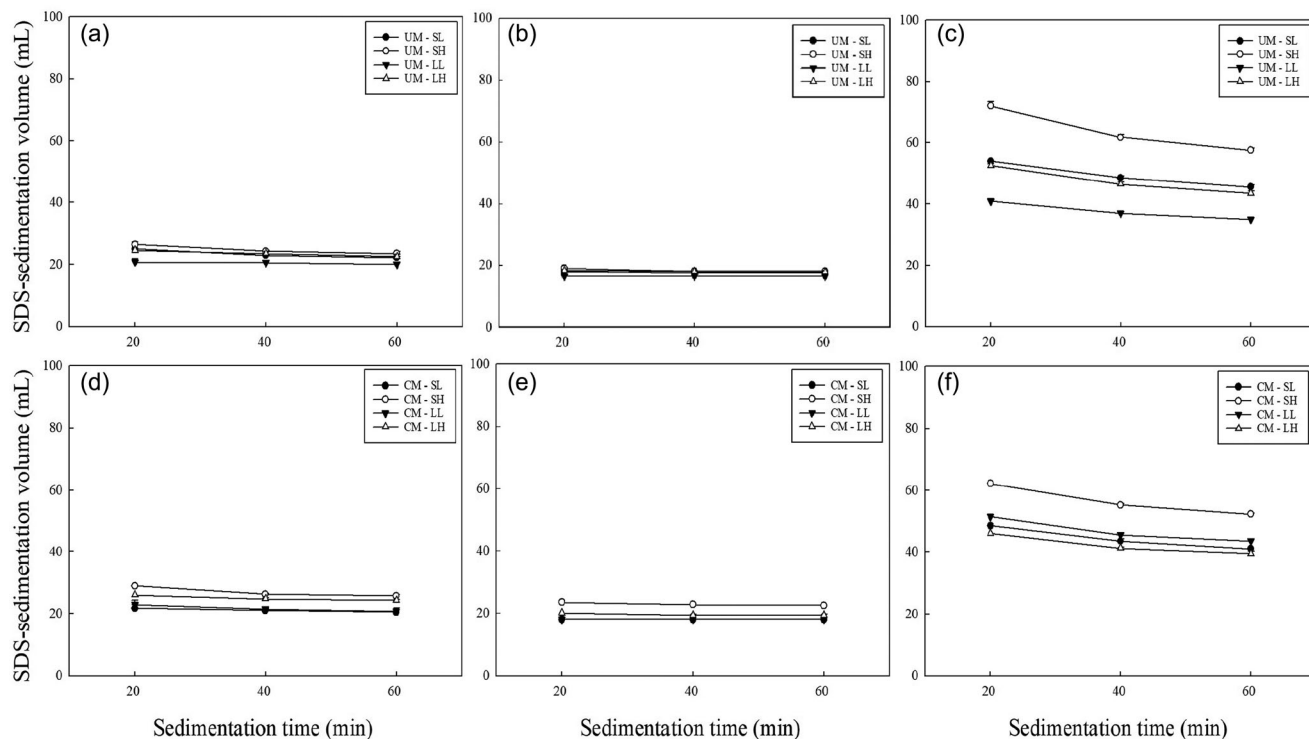 SDS-sedimentation volume (mL)
100
80
60
40
20
0
(a)
UM - SL
UM - SH
UM - LL
UM - LH
20
40
60
100
80
60
40
20
0
(b)
UM - SL
UM - SH
UM - LL
UM - LH
20
40
60
100
80
60
40
20
0
(c)
UM - SL
UM - SH
UM - LL
UM - LH
20
40
60
SDS-sedimentation volume (mL)
100
80
60
40
20
0
(d)
CM - SL
CM - SH
CM - LL
CM - LH
20
40
60
Sedimentation time (min)
100
80
60
40
20
0
(e)
CM - SL
CM - SH
CM - LL
CM - LH
20
40
60
Sedimentation time (min)
100
80
60
40
20
0
(f)
CM - SL
CM - SH
CM - LL
CM - LH
20
40
60
Sedimentation time (min)